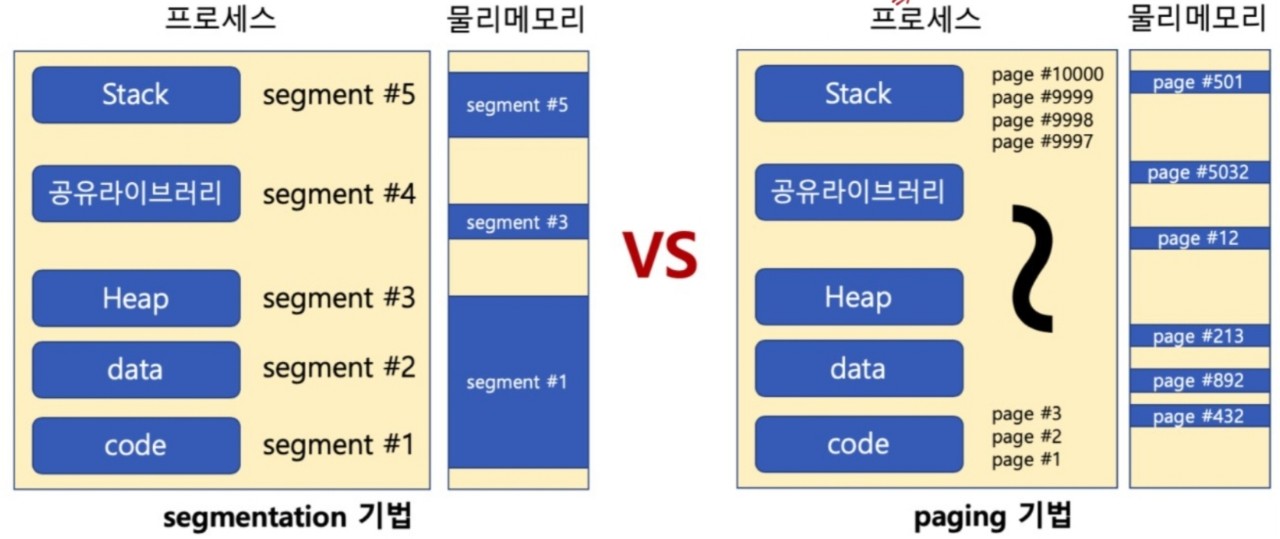 프로세스
물리메모리
Stack
segment #5
공유라이브러리
segment #4
Heap
segment #3
data
segment #2
code
segment #1
segment #5
segment #3
segment #1
segmentation 기법
VS
프로세스
물리메모리
Stack
page #10000
page #9999
page #9998
page #9997
공유라이브러리
Heap
data
code
page #3
page #2
page #1
page #501
page #5032
page #12
page #213
page #892
page #432
paging 기법